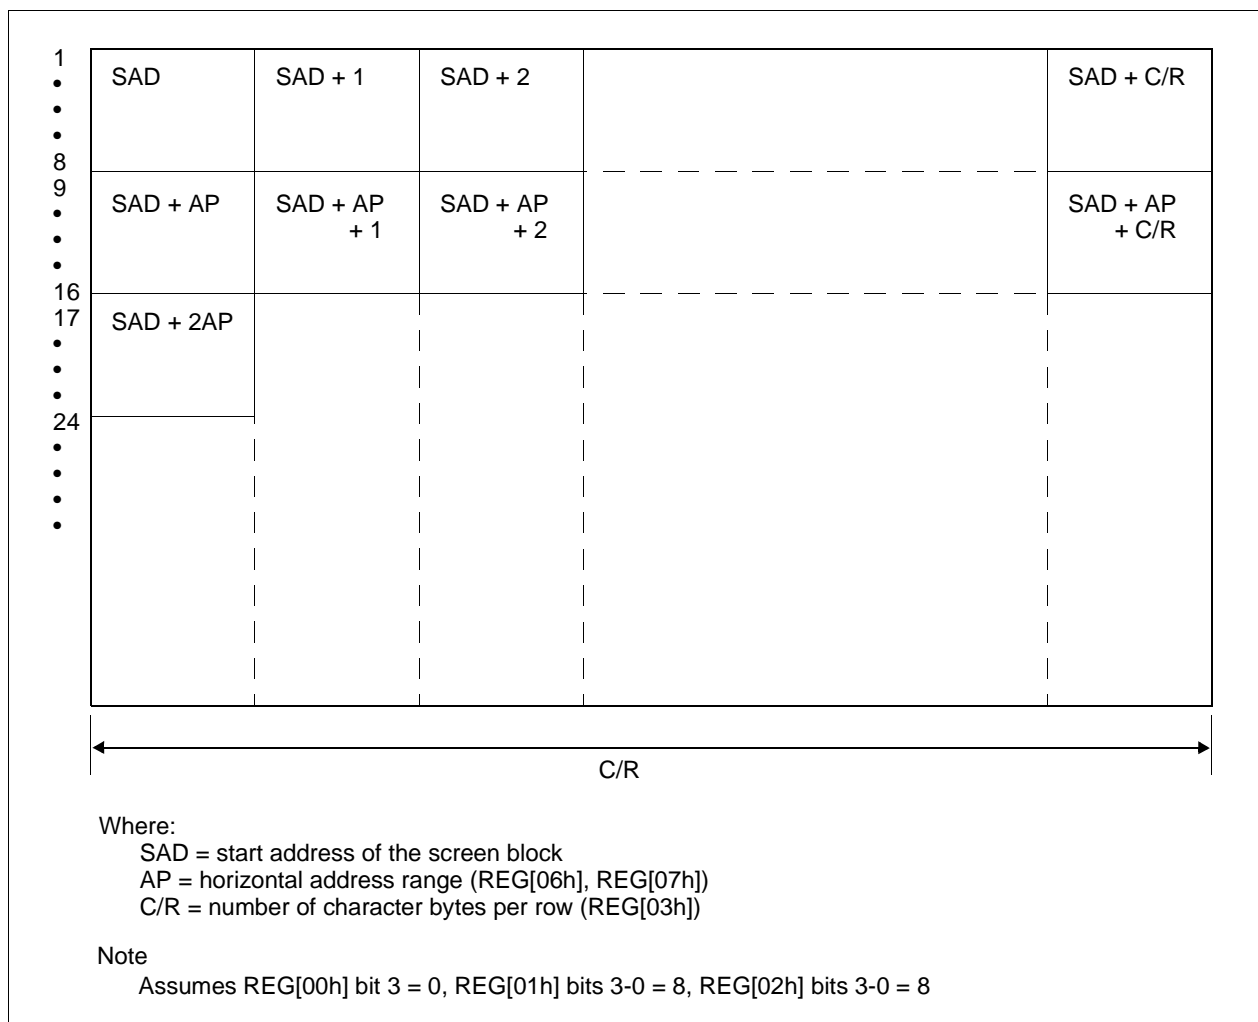 1
•
•
•
8
SAD
SAD + 1
SAD + 2
SAD + C/R
9
•
•
•
16
SAD + AP
SAD + AP
+ 1
SAD + AP
+ 2
SAD + AP
+ C/R
17
•
•
•
24
SAD + 2AP
•
•
•
•
C/R
Where:
SAD = start address of the screen block
AP = horizontal address range (REG[06h], REG[07h])
C/R = number of character bytes per row (REG[03h])
Note
Assumes REG[00h] bit 3 = 0, REG[01h] bits 3-0 = 8, REG[02h] bits 3-0 = 8